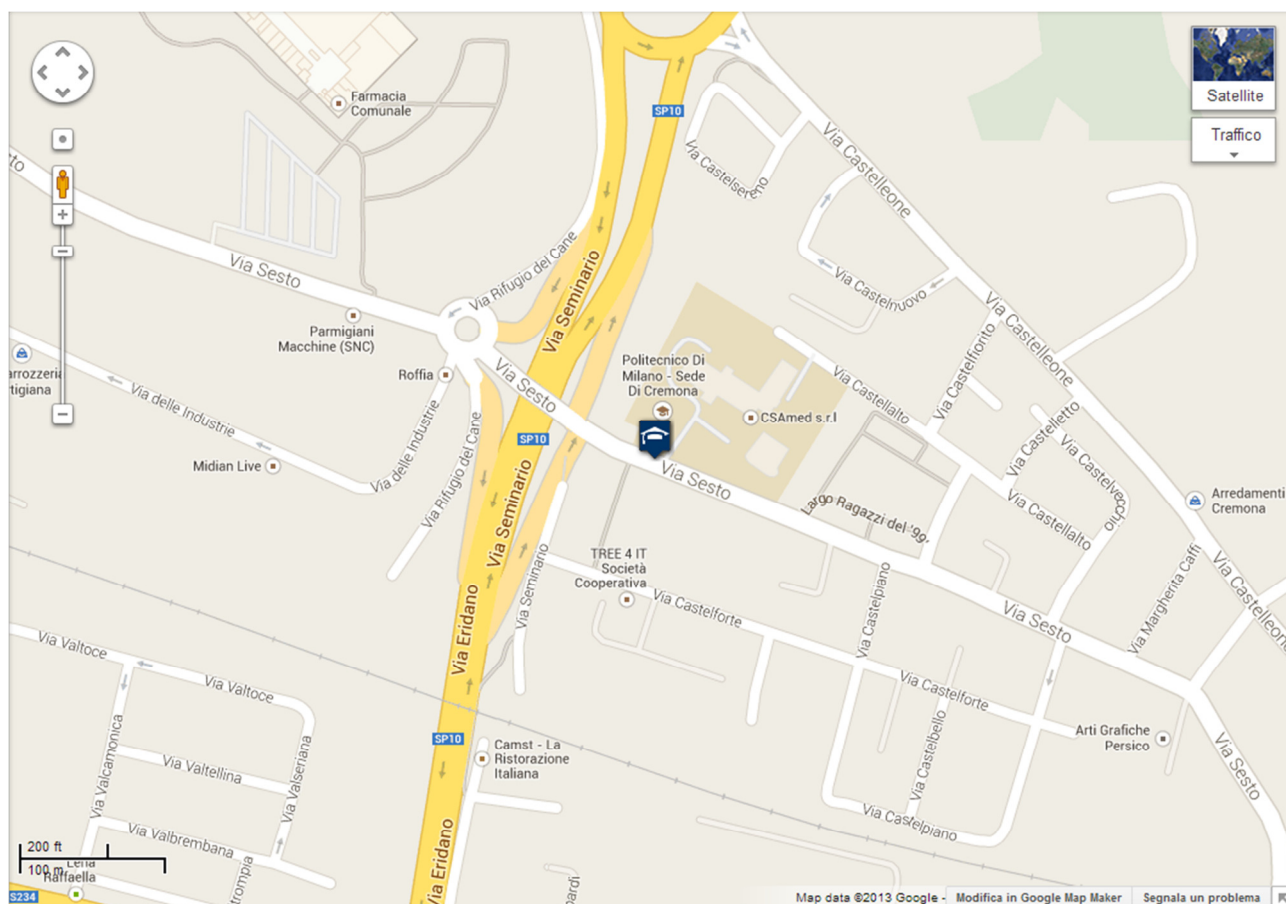 Satellite
Traffico
Farmacia
Comunale
SP10
Via Castelsereno
Via Castelleone
Via Rifugio del Cane
Via Sesto
Via Seminario
Via Castelnuovo
Via Castelleone
Parmigiani
Macchine (SNC)
Politecnico Di
Milano - Sede
Di Cremona
Via Castelfiorito
Roffia
Via Sesto
Via Castellalto
CSAmed s.r.l
Via Castelletto
Via delle Industrie
Via delle Industrie
SP10
Midian Live
Via Rifugio del Cane
Via Sesto
Via Castelvecchio
Arredamenti
Cremona
Largo Ragazzi del '99
Via Castellalto
Via Seminario
TREE 4 IT
Società
Cooperativa
Via Seminario
Via Castelforte
Via Castelpiano
Via Sesto
Via Margherita Caffi
Via Castelleone
Via Eridano
Via Valtoce
Via Valtoce
Via Castelforte
Via Castelbello
Arti Grafiche
Persico
SP10
Camst - La
Ristorazione
Italiana
Via Valcamonica
Via Valtellina
Via Valseriana
Via Sesto
Via Castelpiano
Via Valbrembana
200 ft
100 m
Raffaella
Via Eridano
S234
Map data ©2013 Google -
Modifica in Google Map Maker
Segnala un problema